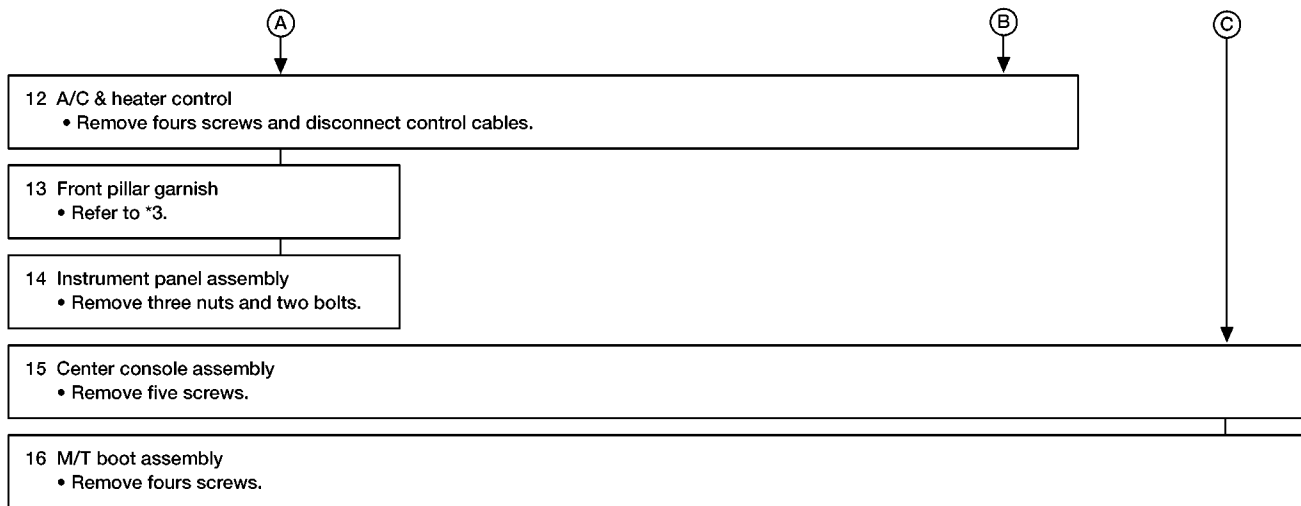 A B C
12 A/C & heater control
• Remove fours screws and disconnect control cables.
13 Front pillar garnish
• Refer to *3.
14 Instrument panel assembly
• Remove three nuts and two bolts.
15 Center console assembly
• Remove five screws.
16 M/T boot assembly
• Remove fours screws.